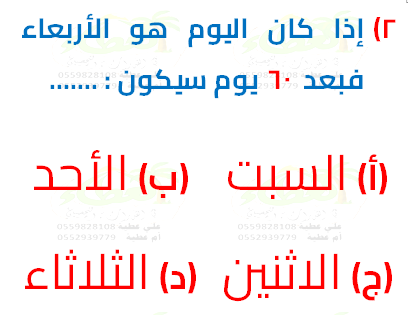 ٢) إذا كان اليوم هو الأربعاء
فبعد ٦٠ يوم سيكون : .......
(أ) السبت (ب) الأحد
علي عطية 0559828108
أم عطية 0552939779
(ج) الاثنين (د) الثلاثاء